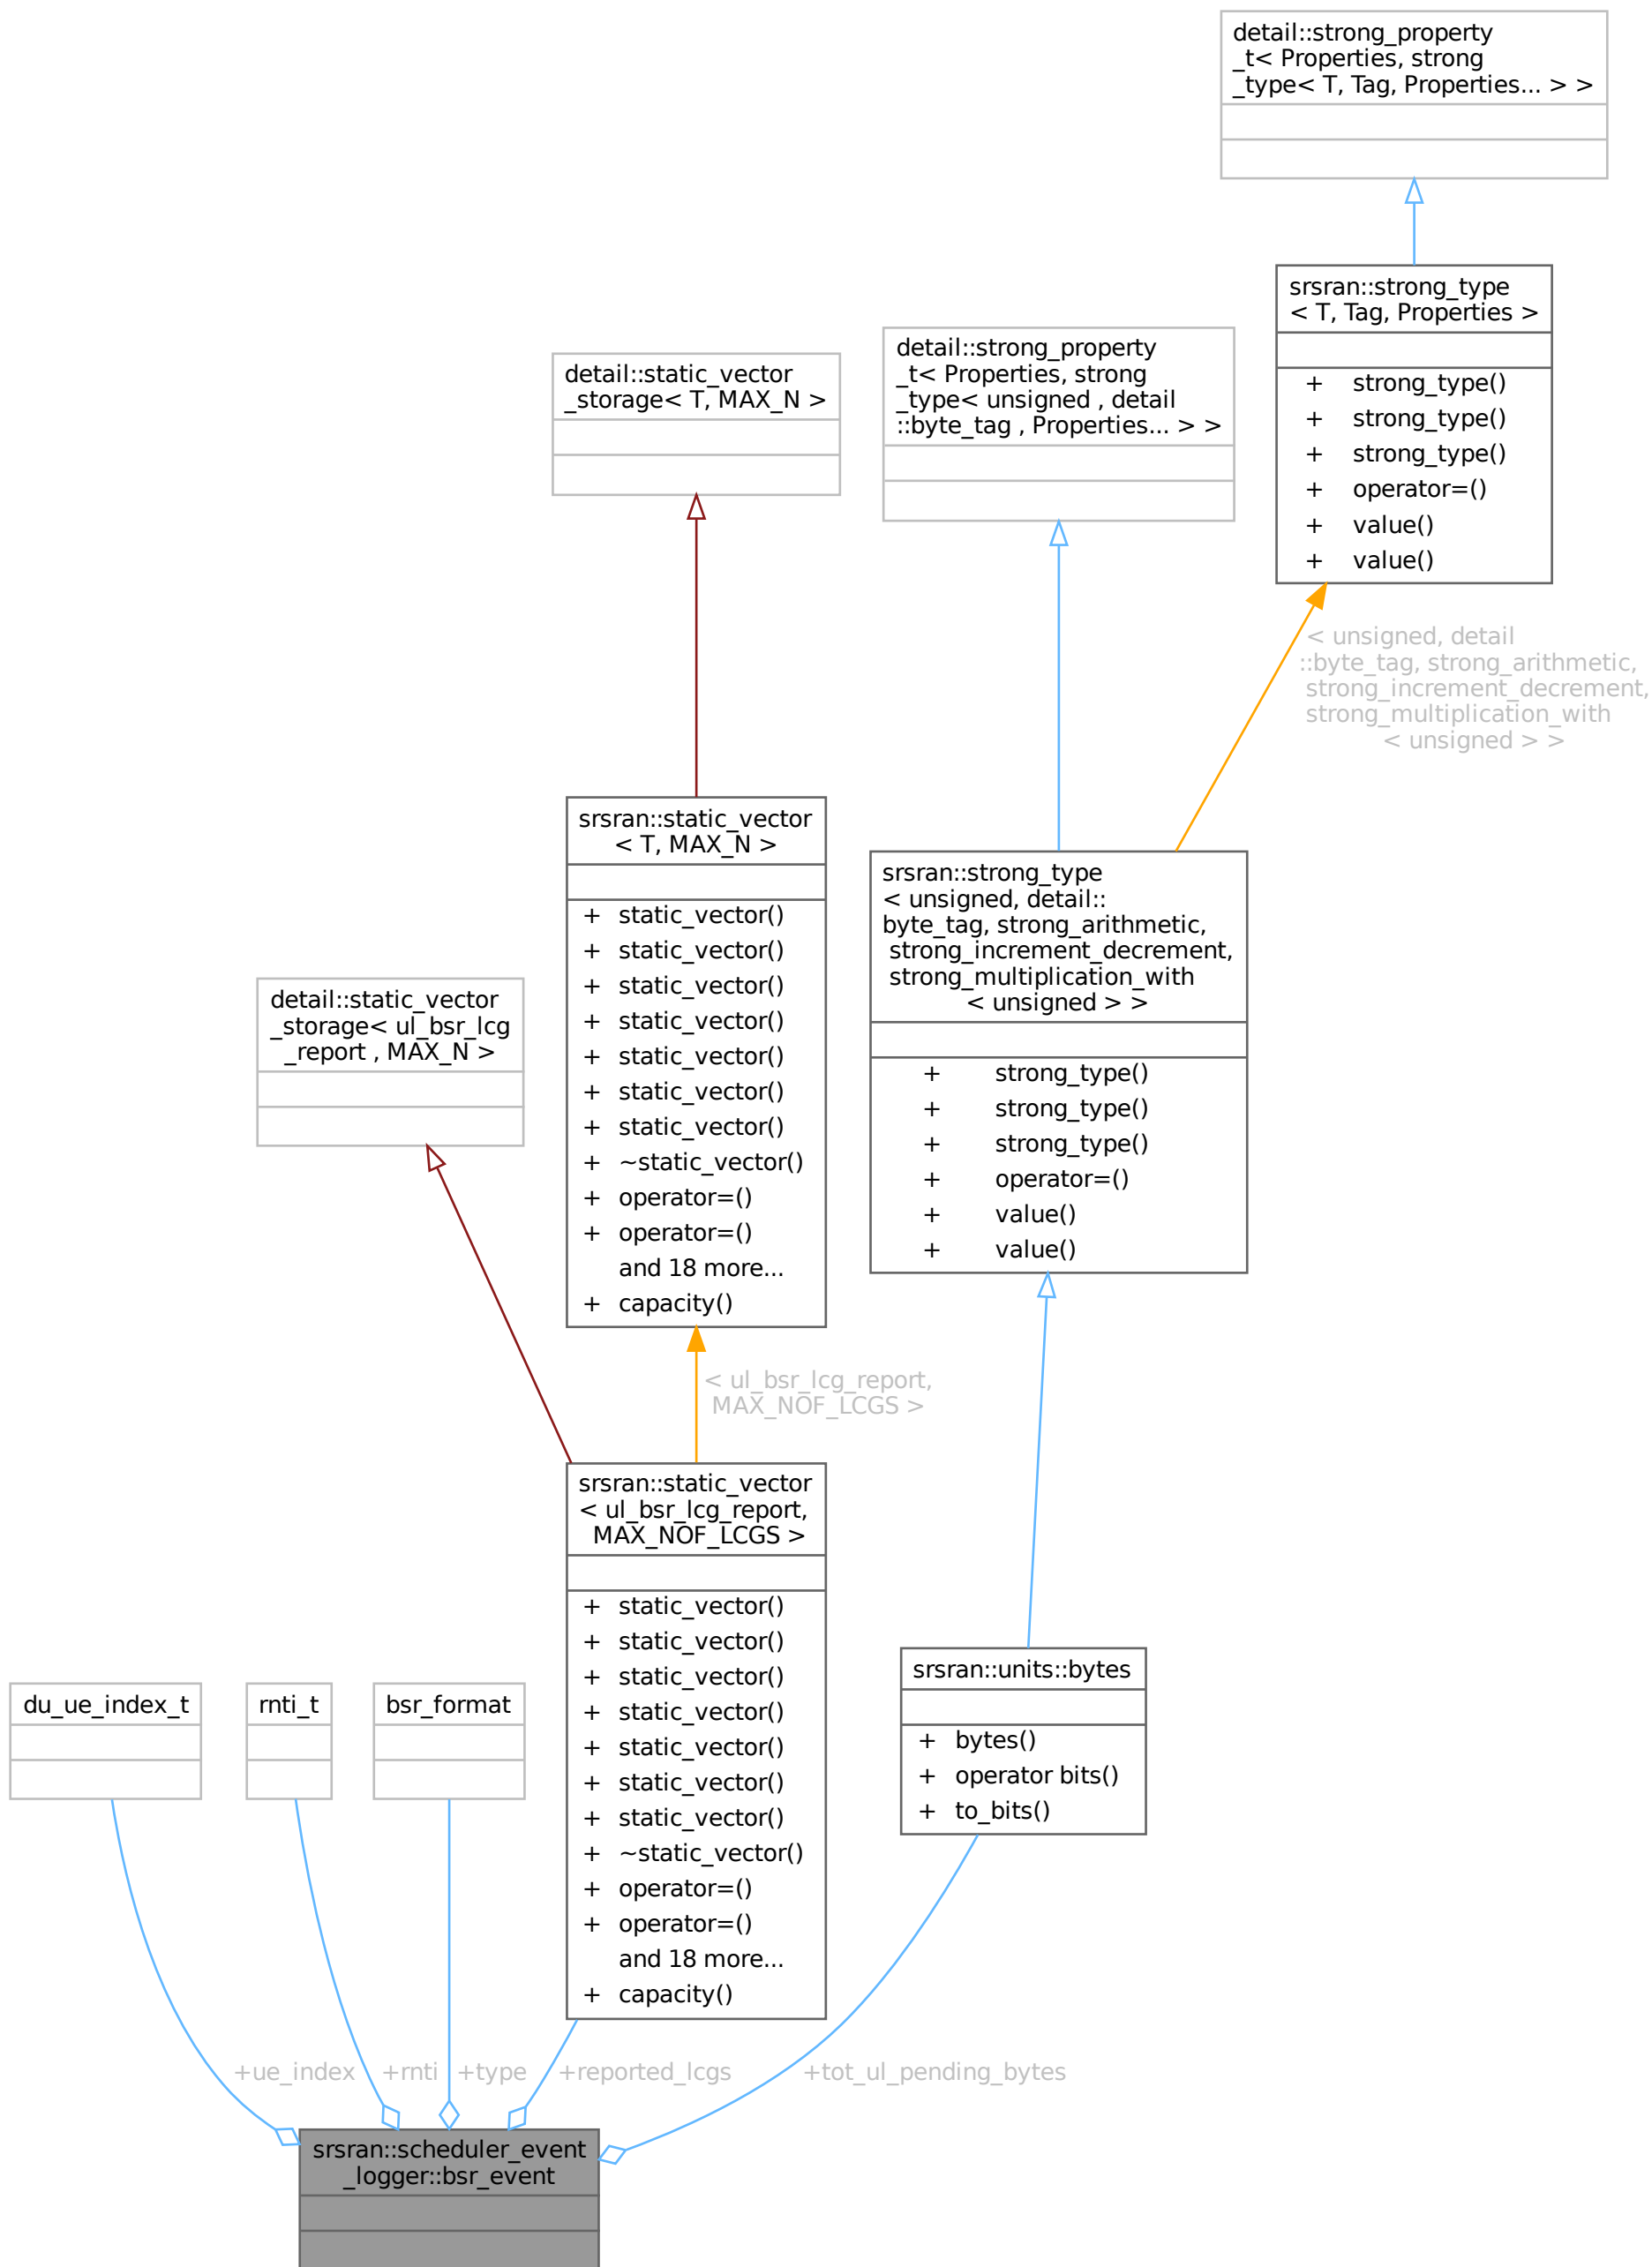 detail::strong_property
_t< Properties, strong
_type< T, Tag, Properties... > >
srsran::strong_type
< T, Tag, Properties >
+ strong_type()
+ strong_type()
+ strong_type()
+ operator=()
+ value()
+ value()
detail::strong_property
_t< Properties, strong
_type< unsigned , detail
::byte_tag , Properties... > >
detail::static_vector
_storage< T, MAX_N >
< unsigned, detail
::byte_tag, strong_arithmetic,
strong_increment_decrement,
strong_multiplication_with
< unsigned > >
srsran::static_vector
< T, MAX_N >
+ static_vector()
+ static_vector()
+ static_vector()
+ static_vector()
+ static_vector()
+ static_vector()
+ static_vector()
+ ~static_vector()
+ operator=()
+ operator=()
and 18 more...
+ capacity()
srsran::strong_type
< unsigned, detail::
byte_tag, strong_arithmetic,
strong_increment_decrement,
strong_multiplication_with
< unsigned > >
+ strong_type()
+ strong_type()
+ strong_type()
+ operator=()
+ value()
+ value()
detail::static_vector
_storage< ul_bsr_lcg
_report , MAX_N >
< ul_bsr_lcg_report,
MAX_NOF_LCGS >
srsran::static_vector
< ul_bsr_lcg_report,
MAX_NOF_LCGS >
+ static_vector()
+ static_vector()
+ static_vector()
+ static_vector()
+ static_vector()
+ static_vector()
+ static_vector()
+ ~static_vector()
+ operator=()
+ operator=()
and 18 more...
+ capacity()
srsran::units::bytes
+ bytes()
+ operator bits()
+ to_bits()
du_ue_index_t
rnti_t
bsr_format
+ue_index
+rnti
+type
+reported_lcgs
+tot_ul_pending_bytes
srsran::scheduler_event
_logger::bsr_event